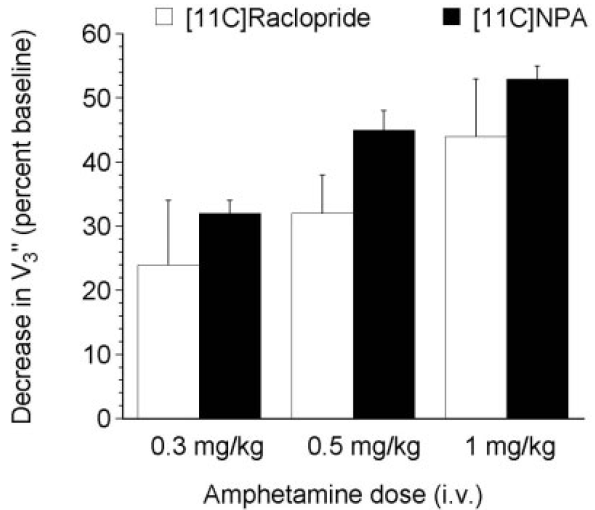 [11C]Raclopride [11C]NPA
Decrease in V3" (percent baseline)
60
50
40
30
20
10
0
0.3 mg/kg 0.5 mg/kg 1 mg/kg
Amphetamine dose (i.v.)